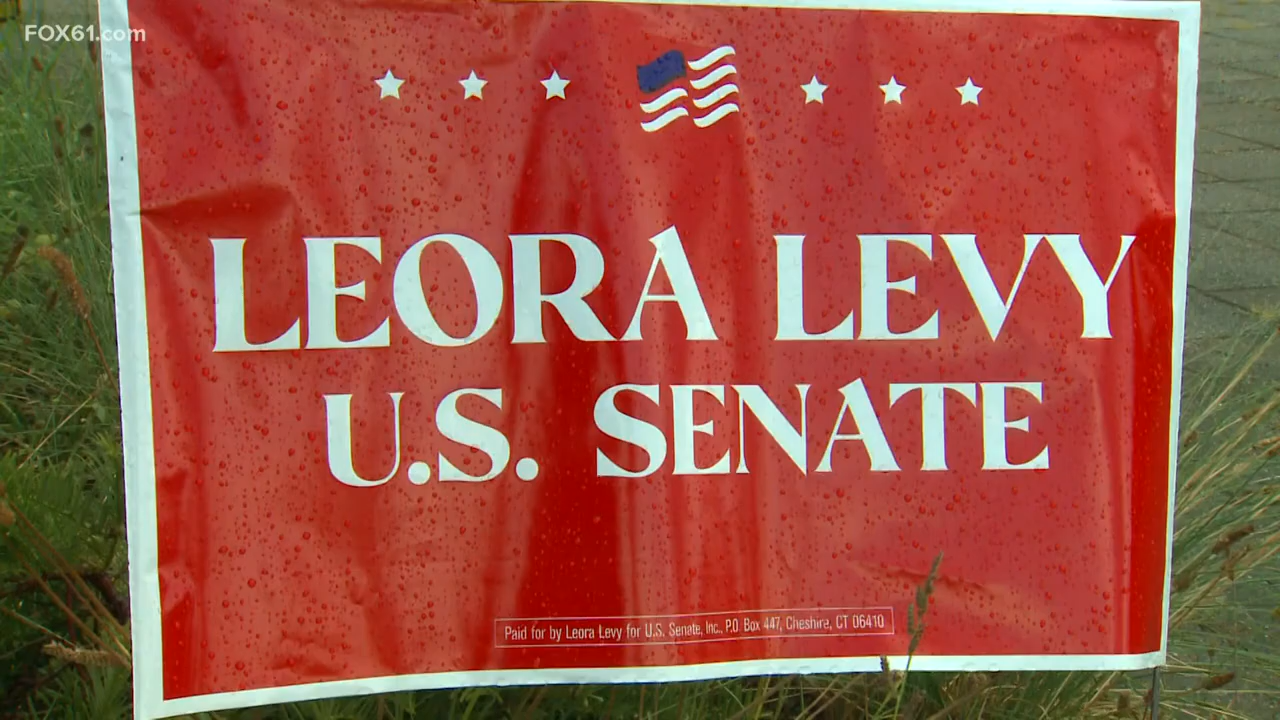 FOX61.com
LEORA LEVY
U.S. SENATE
Paid for by Leora Levy for U.S. Senate, Inc., P.O Box 447, Cheshire, CT 06410